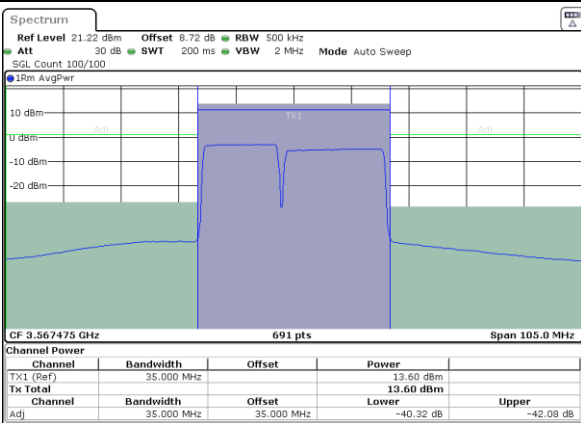 Spectrum
Ref Level 21.22 dBm Offset 8.72 dB RBW 500 kHz
Att 30 dB SWT 200 ms VBW 2 MHz Mode Auto Sweep
SGL Count 100/100
1Rm AvgPwr
10 dBm
TX1
Adj Adj
0 dBm
-10 dBm
-20 dBm
CF 3.567475 GHz 691 pts Span 105.0 MHz
Channel Power
Channel Bandwidth Offset Power
TX1 (Ref) 35.000 MHz 13.60 dBm
Tx Total 13.60 dBm
Channel Bandwidth Offset Lower Upper
Adj 35.000 MHz 35.000 MHz -40.32 dB -42.08 dB